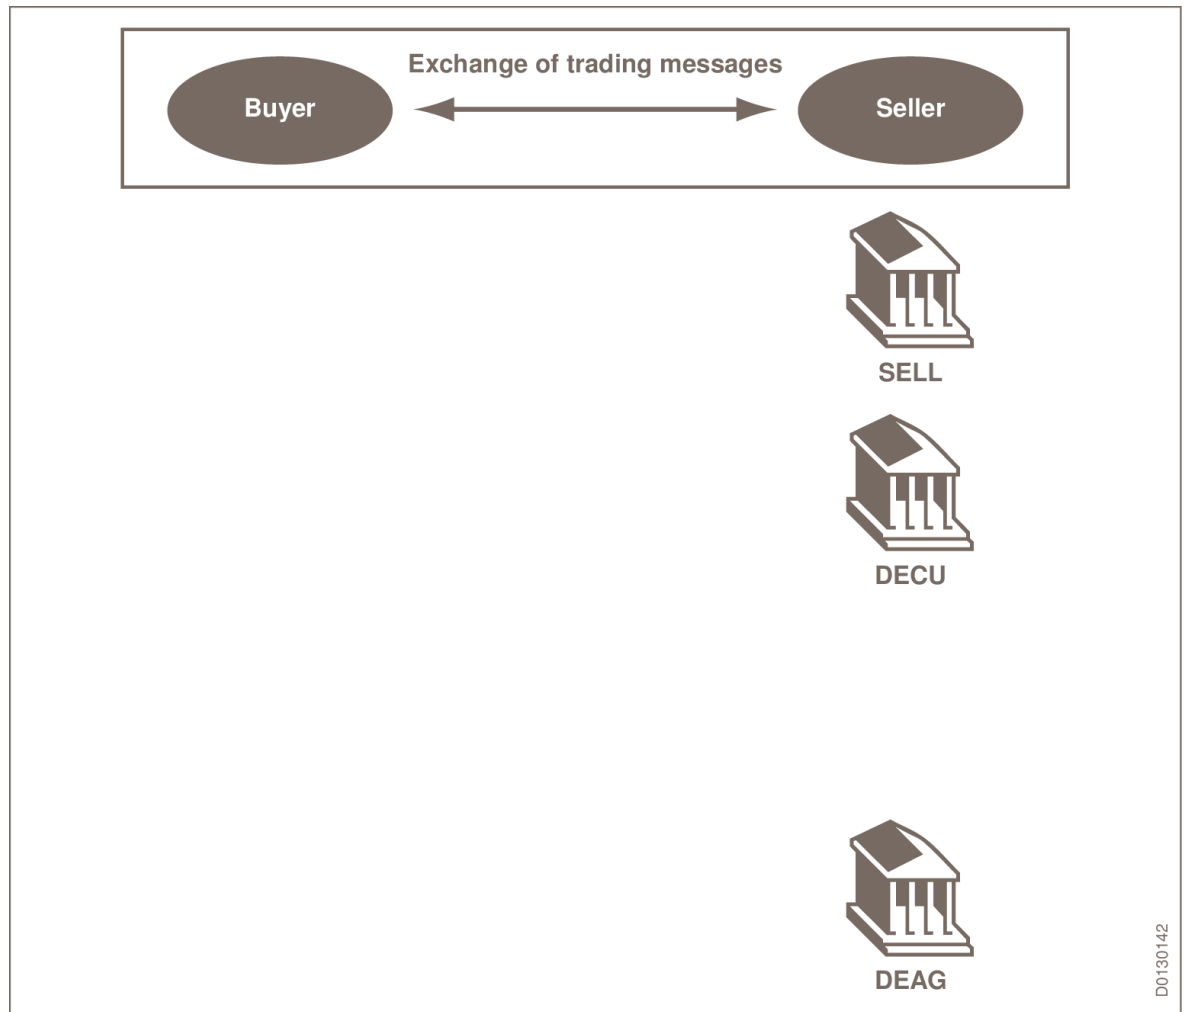 Exchange of trading messages
Buyer
Seller
SELL
DECU
DEAG
D0130142